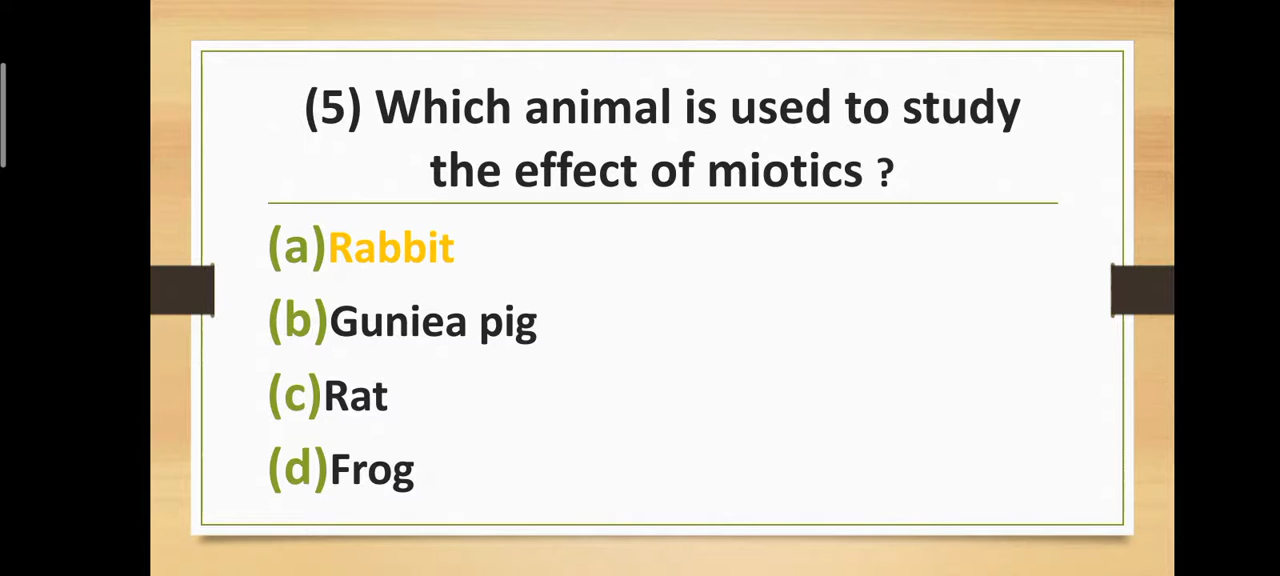 (5) Which animal is used to study
the effect of miotics ?
(a)Rabbit
(b)Guniea pig
(c)Rat
(d)Frog